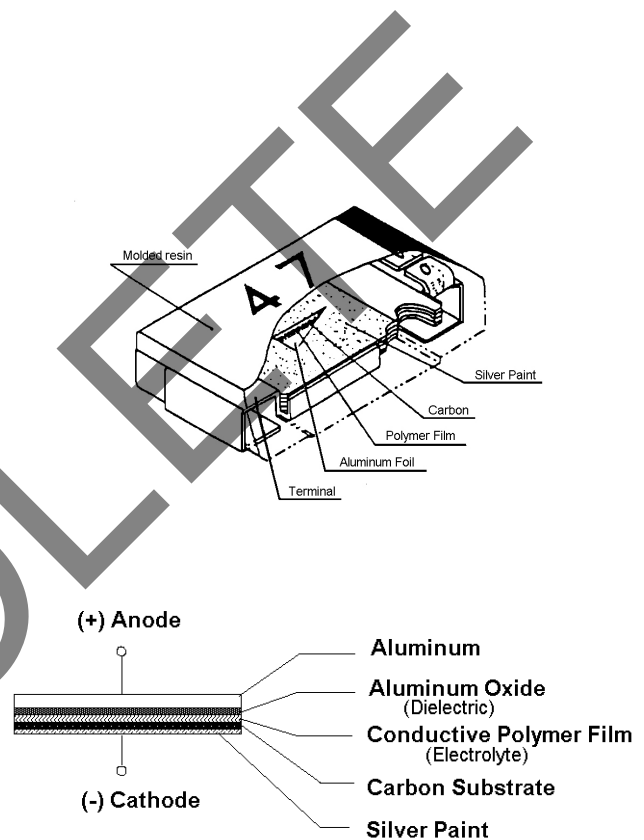 Molded resin
47
Silver Paint
Carbon
Polymer Film
Aluminum Foil
Terminal
(+) Anode
Aluminum
Aluminum Oxide
(Dielectric)
Conductive Polymer Film
(Electrolyte)
Carbon Substrate
(-) Cathode
Silver Paint
OLETE